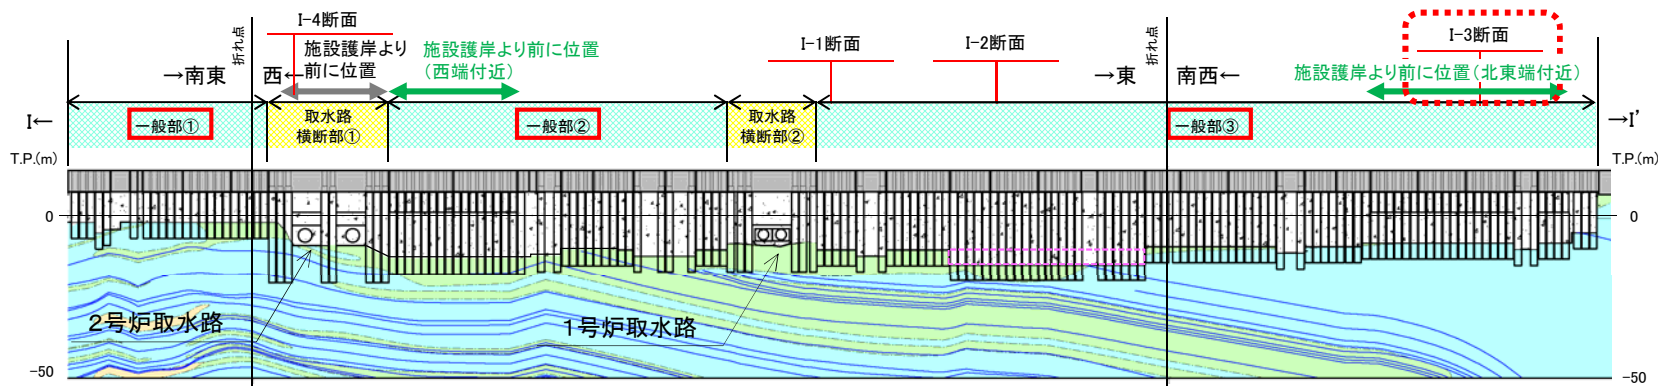 I-4断面
折れ点
施設護岸より
前に位置
施設護岸より前に位置
(西端付近)
I-1断面
I-2断面
折れ点
I-3断面
→南東
西←
→東
南西←
施設護岸より前に位置(北東端付近)
I←
一般部①
取水路
横断部①
一般部②
取水路
横断部②
一般部③
→I'
T.P.(m)
T.P.(m)
0
0
2号炉取水路
1号炉取水路
-50
-50